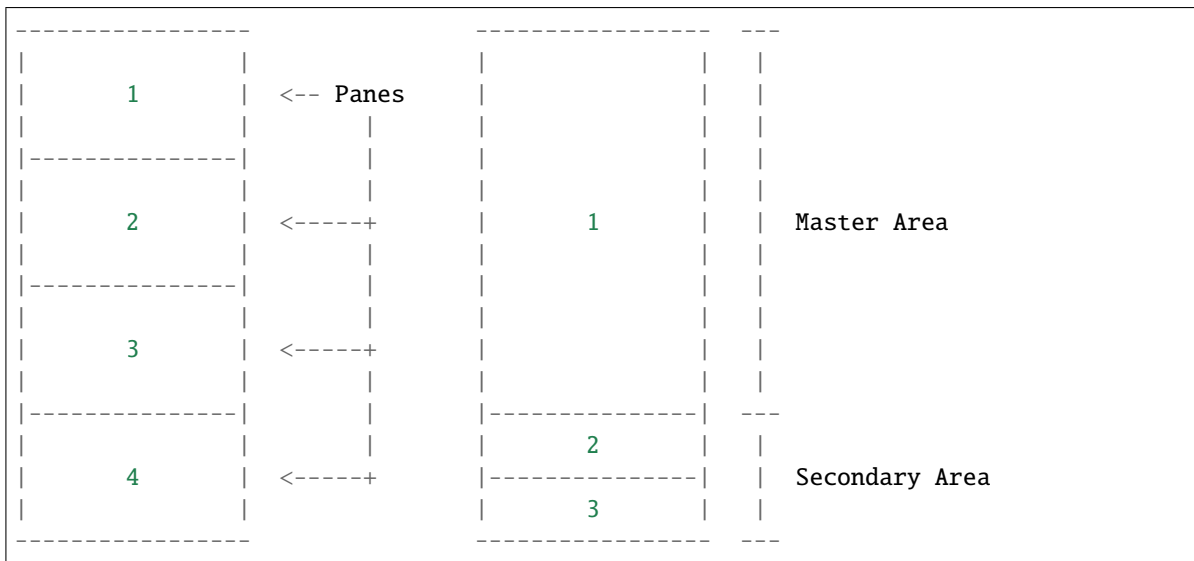 -----------------         -----------------  ---
|               |         |               |   |
|       1       |  <-- Panes              |   |
|               |         |               |   |
|---------------|         |               |   |
|               |         |               |   |
|       2       |  <-----+        1       |   |  Master Area
|               |         |               |   |
|---------------|         |               |   |
|               |         |               |   |
|       3       |  <-----+                |   |
|               |         |               |   |
|---------------|         |---------------|  ---
|               |         |       2       |   |
|       4       |  <-----+ |---------------|   |  Secondary Area
|               |         |       3       |   |
-----------------         -----------------  ---